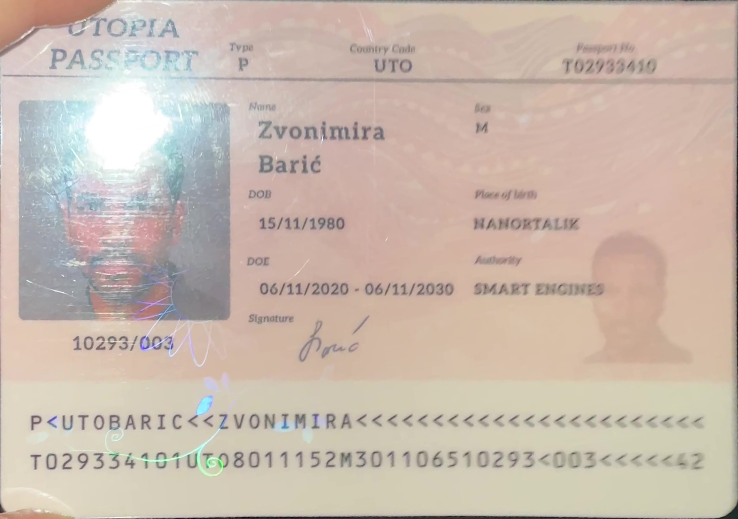 UTOPIA
PASSPORT
Type
P
Country Code
UTO
Passport No
T02933410
Name
Zvonimira
Barić
Sex
M
DOB
15/11/1980
Place of birth
NANORTALIK
DOE
06/11/2020 - 06/11/2030
Authority
SMART ENGINES
Signature
10293/003
P<UTOBARIC<<ZVONIMIRA<<<<<<<<<<<<<<<<<<<<<<<
T029334101UTO8011152M301106510293<003<<<<<42